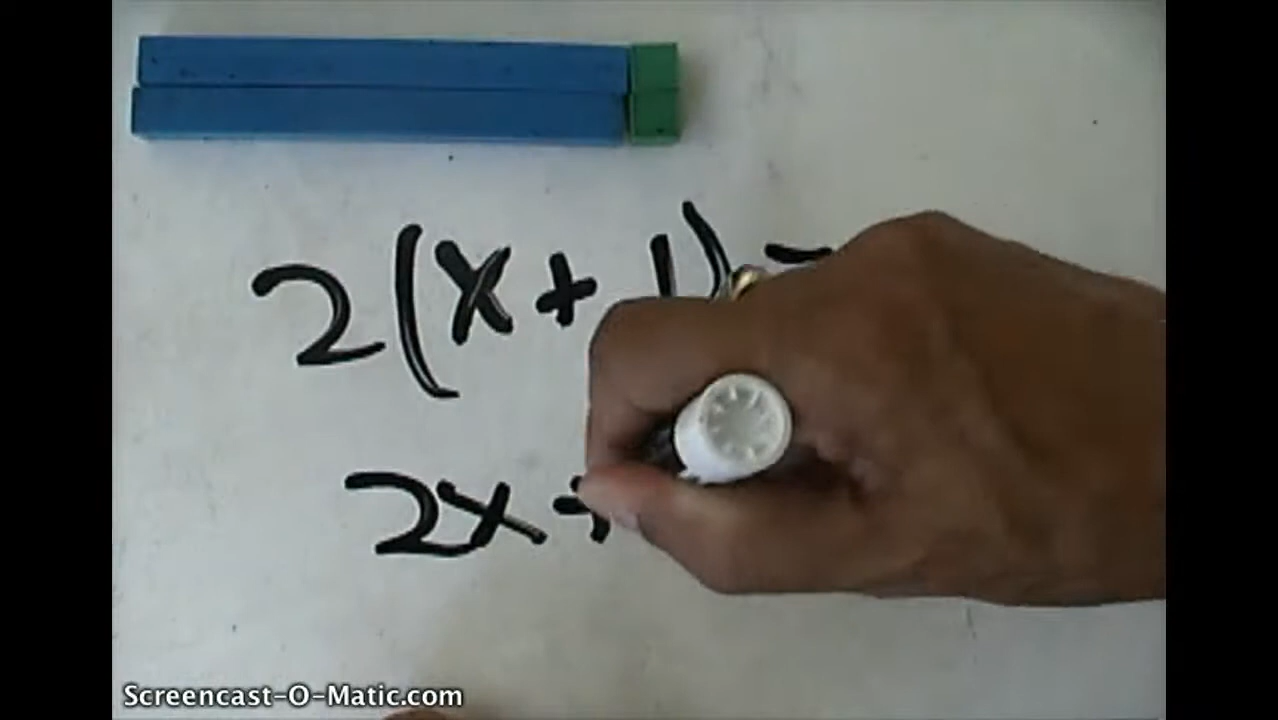 2(x + 1) =
2x +
Screencast-O-Matic.com